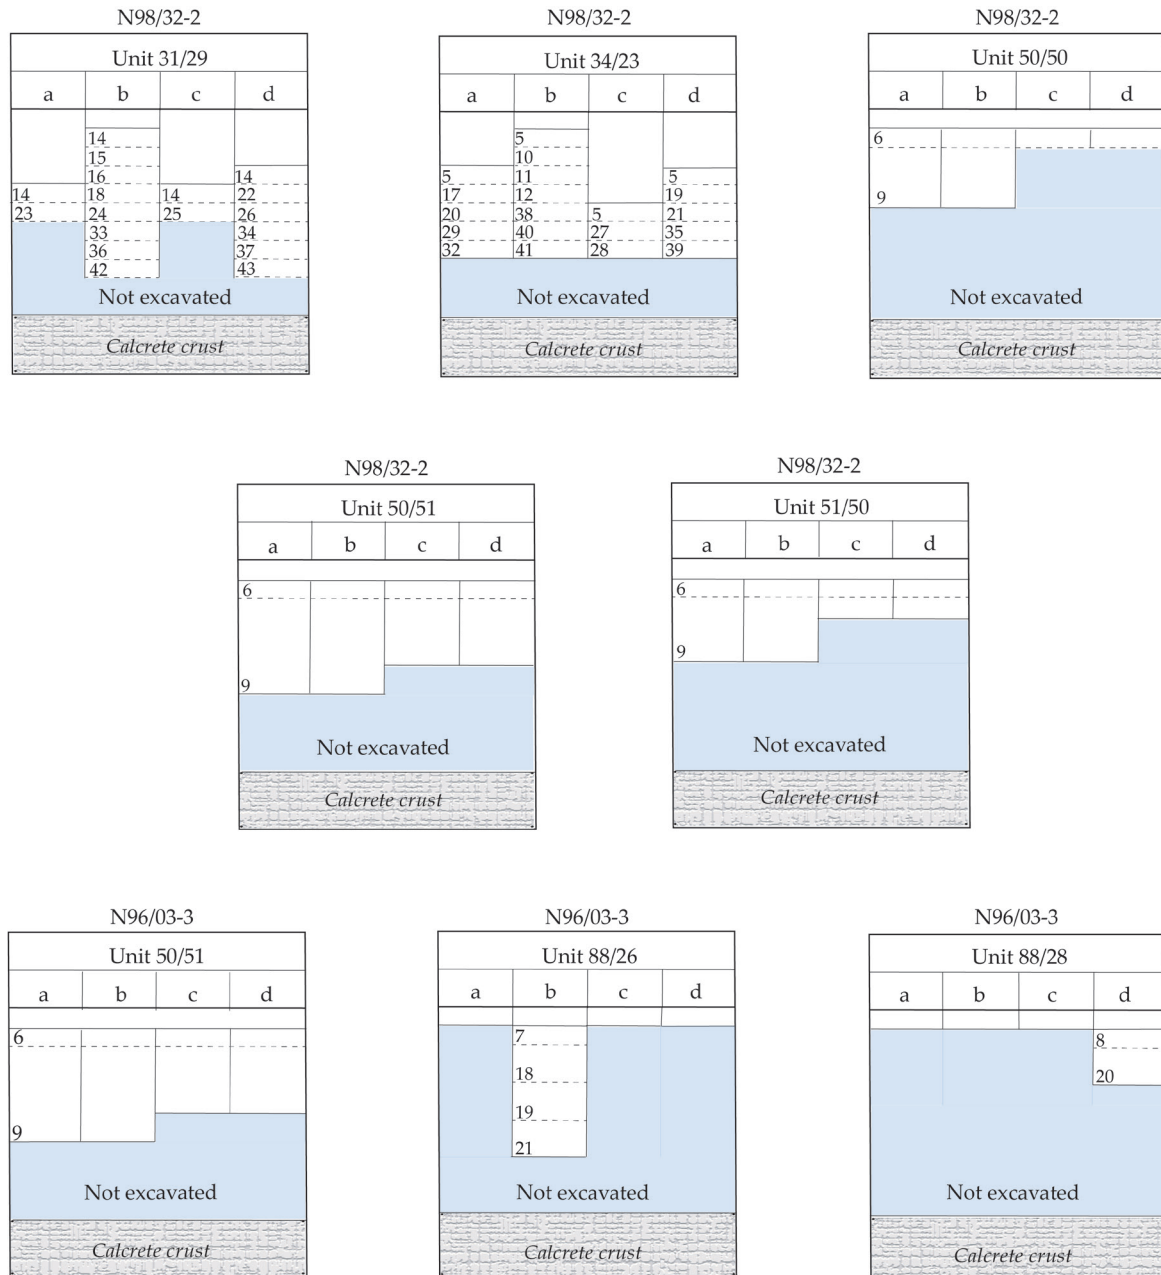 N98/32-2
Unit 31/29
a b c d
14
15
16 14
14 18 14 22
23 24 25 26
33 34
36 37
42 43
Not excavated
Calcrete crust
N98/32-2
Unit 34/23
a b c d
5
10
5 11 5
17 12 19
20 38 5 21
29 40 27 35
32 41 28 39
Not excavated
Calcrete crust
N98/32-2
Unit 50/50
a b c d
6
9
Not excavated
Calcrete crust
N98/32-2
Unit 50/51
a b c d
6
9
Not excavated
Calcrete crust
N98/32-2
Unit 51/50
a b c d
6
9
Not excavated
Calcrete crust
N96/03-3
Unit 50/51
a b c d
6
9
Not excavated
Calcrete crust
N96/03-3
Unit 88/26
a b c d
7
18
19
21
Not excavated
Calcrete crust
N96/03-3
Unit 88/28
a b c d
8
20
Not excavated
Calcrete crust